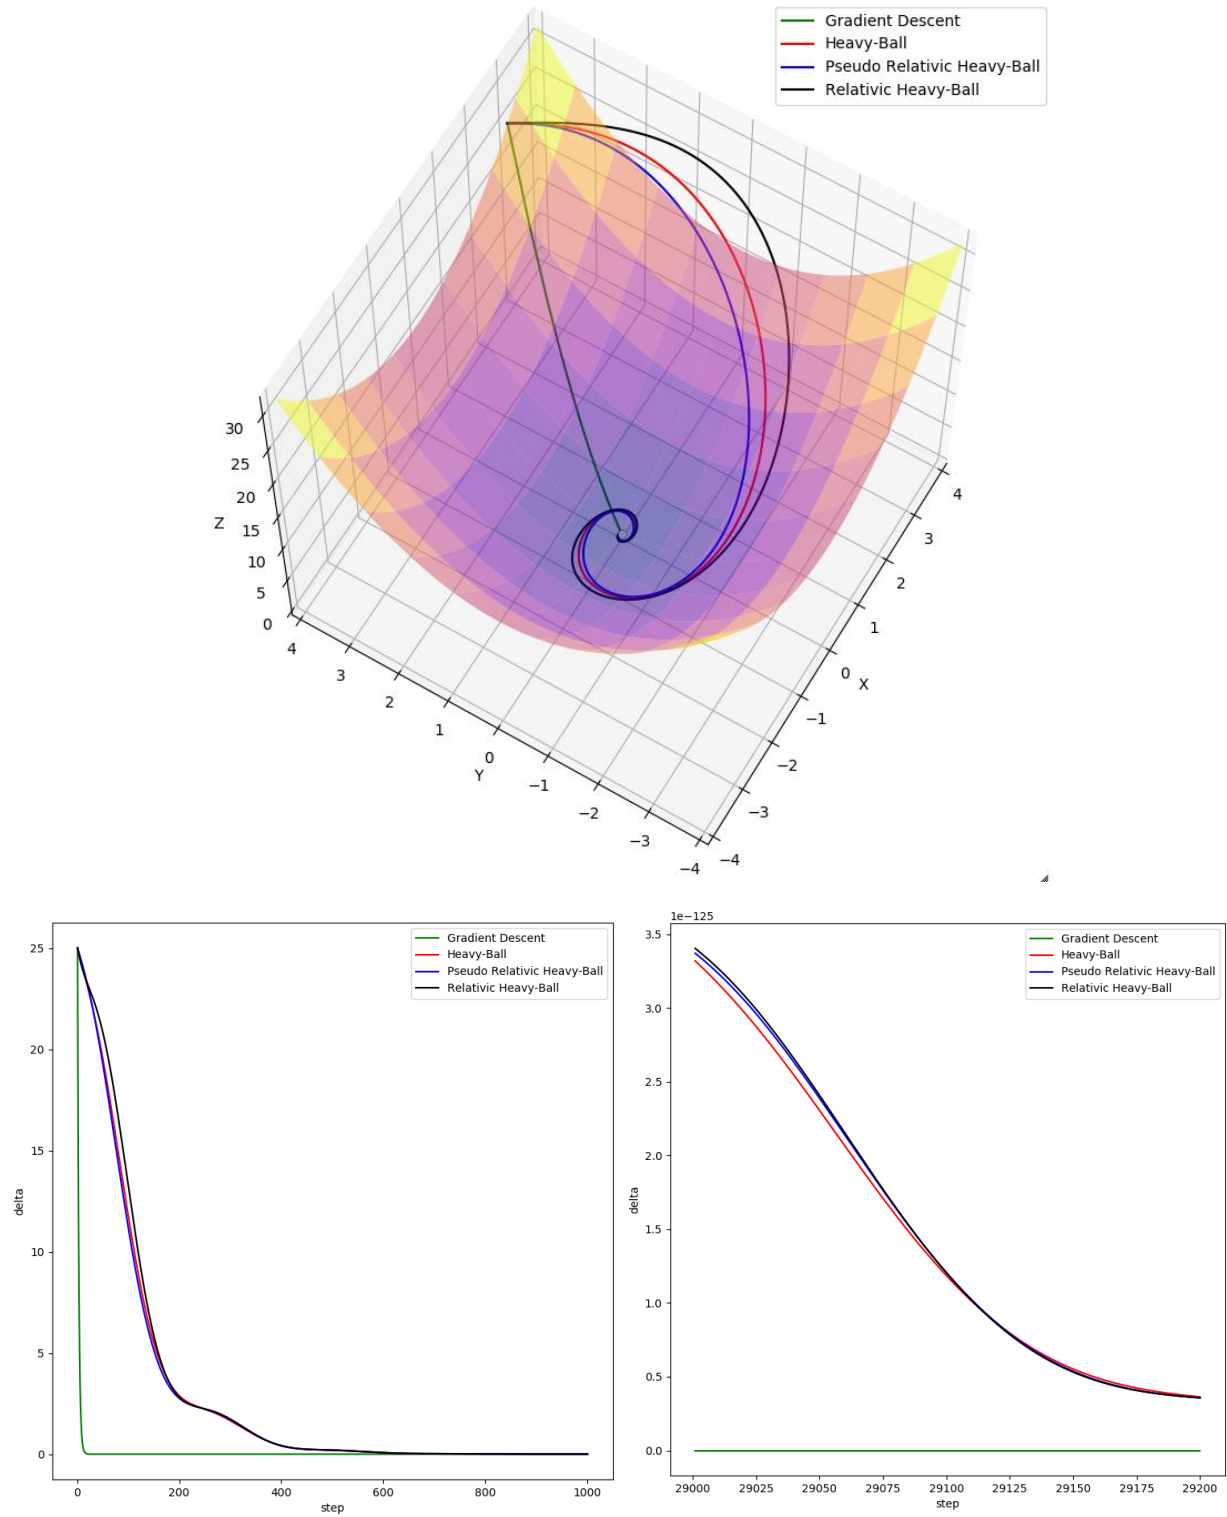 Gradient Descent
Heavy-Ball
Pseudo Relativic Heavy-Ball
Relativic Heavy-Ball
30
25
20
15
10
5
0
Z
4
3
2
1
0
−1
−2
−3
−4
Y
4
3
2
1
0
−1
−2
−3
−4
X
Gradient Descent
Heavy-Ball
Pseudo Relativic Heavy-Ball
Relativic Heavy-Ball
25
20
15
10
5
0
delta
0 200 400 600 800 1000
step
1e−125
Gradient Descent
Heavy-Ball
Pseudo Relativic Heavy-Ball
Relativic Heavy-Ball
3.5
3.0
2.5
2.0
1.5
1.0
0.5
0.0
delta
29000 29025 29050 29075 29100 29125 29150 29175 29200
step